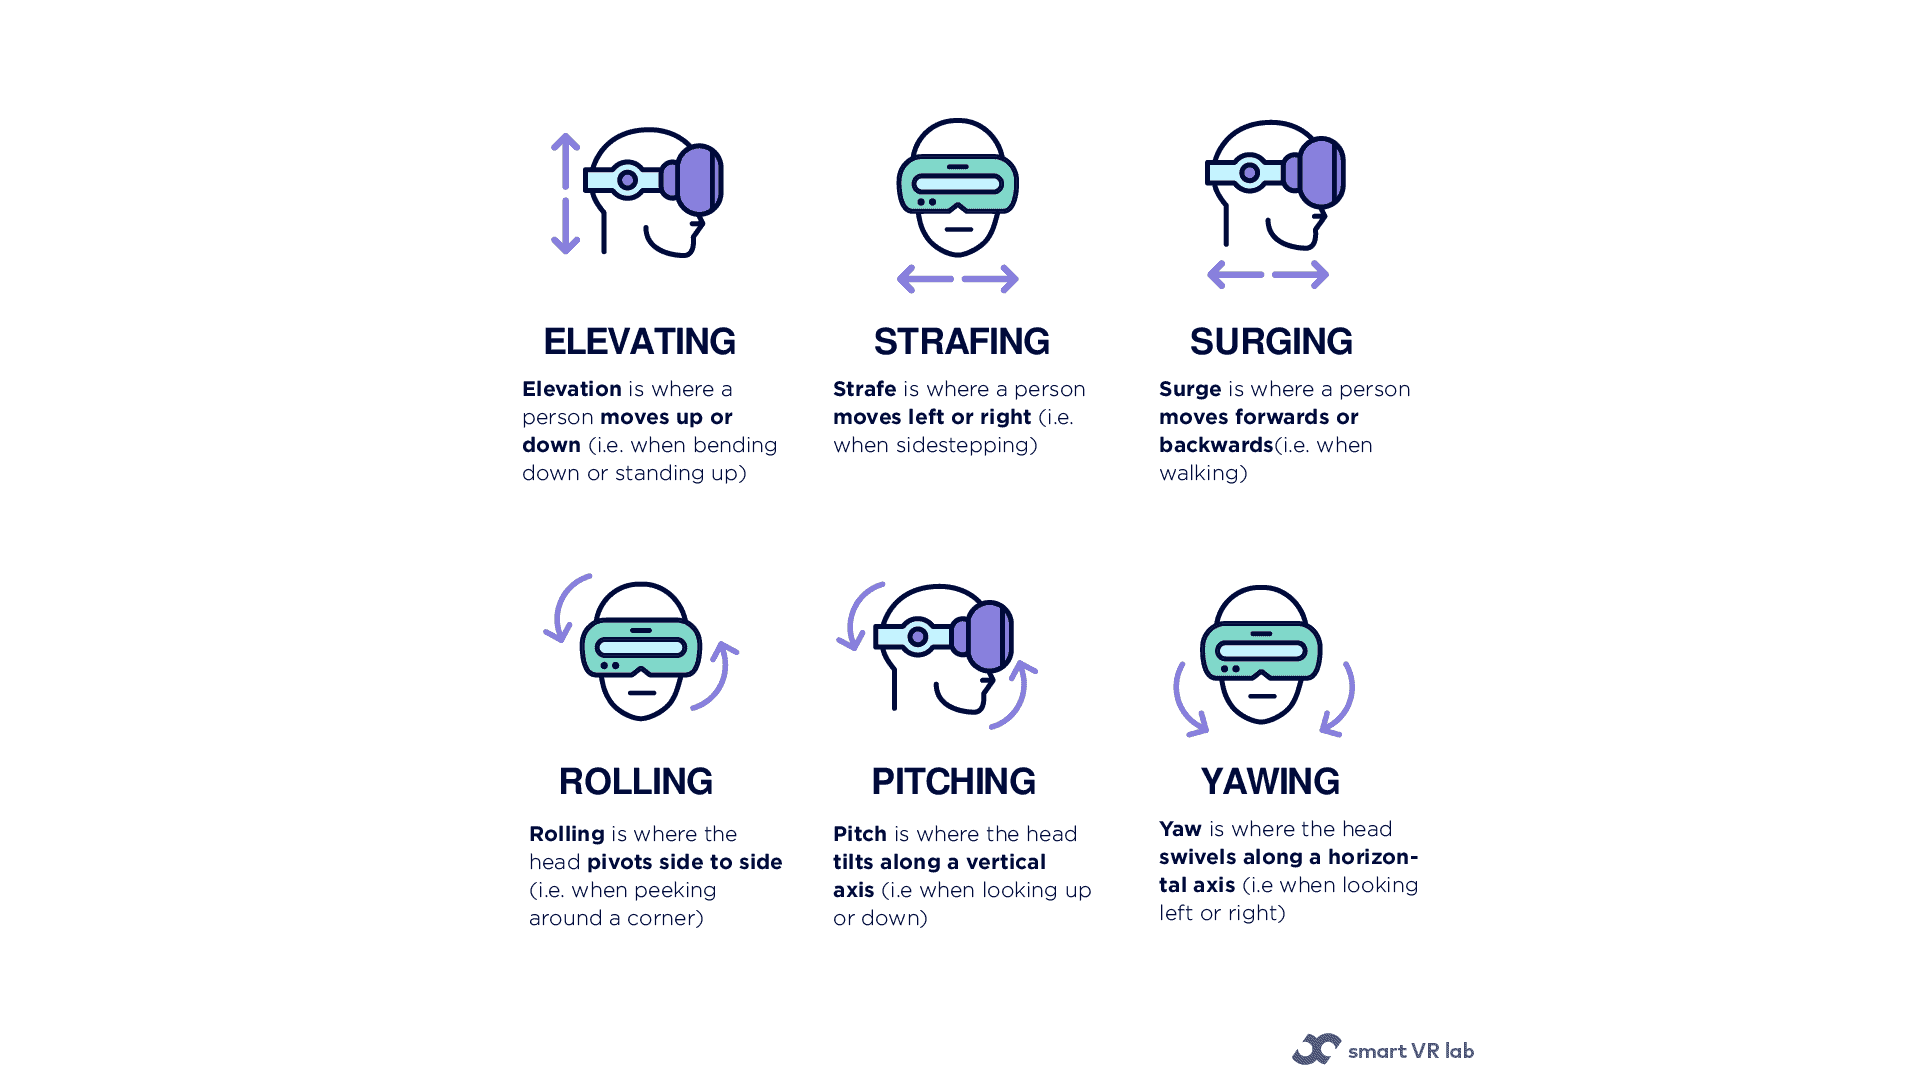 ELEVATING
Elevation is where a
person moves up or
down (i.e. when bending
down or standing up)
STRAFING
Strafe is where a person
moves left or right (i.e.
when sidestepping)
SURGING
Surge is where a person
moves forwards or
backwards(i.e. when
walking)
ROLLING
Rolling is where the
head pivots side to side
(i.e. when peeking
around a corner)
PITCHING
Pitch is where the head
tilts along a vertical
axis (i.e when looking up
or down)
YAWING
Yaw is where the head
swivels along a horizon-
tal axis (i.e when looking
left or right)
smart VR lab